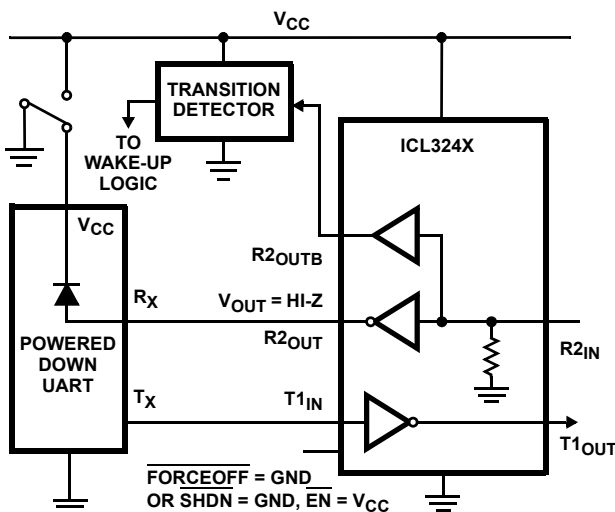 VCC
TRANSITION
DETECTOR
TO
WAKE-UP
LOGIC
ICL324X
VCC
R2OUTB
RX
VOUT = HI-Z
POWERED
DOWN
UART
R2OUT
R2IN
TX
T1IN
T1OUT
FORCEOFF = GND
OR SHDN = GND, EN = VCC